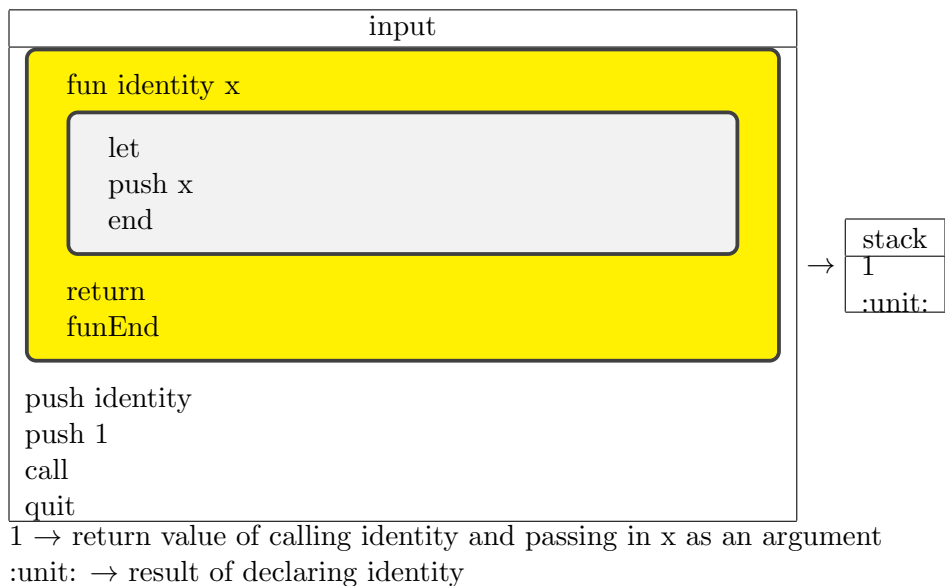 input
fun identity x
let
push x
end
return
funEnd
push identity
push 1
call
quit
→
stack
1
:unit:
1 → return value of calling identity and passing in x as an argument
:unit: → result of declaring identity